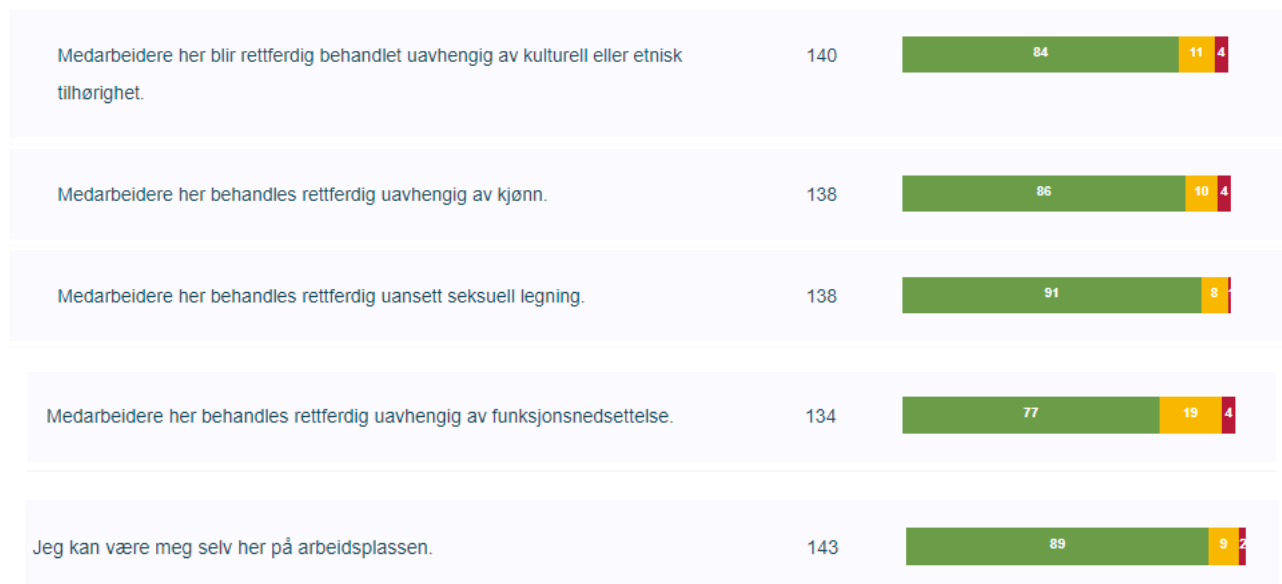 Medarbeidere her blir rettferdig behandlet uavhengig av kulturell eller etnisk 140 84 11 4
tilhørighet.
Medarbeidere her behandles rettferdig uavhengig av kjønn. 138 86 10 4
Medarbeidere her behandles rettferdig uansett seksuell legning. 138 91 8
Medarbeidere her behandles rettferdig uavhengig av funksjonsnedsettelse. 134 77 19 4
Jeg kan være meg selv her på arbeidsplassen. 143 89 9 2